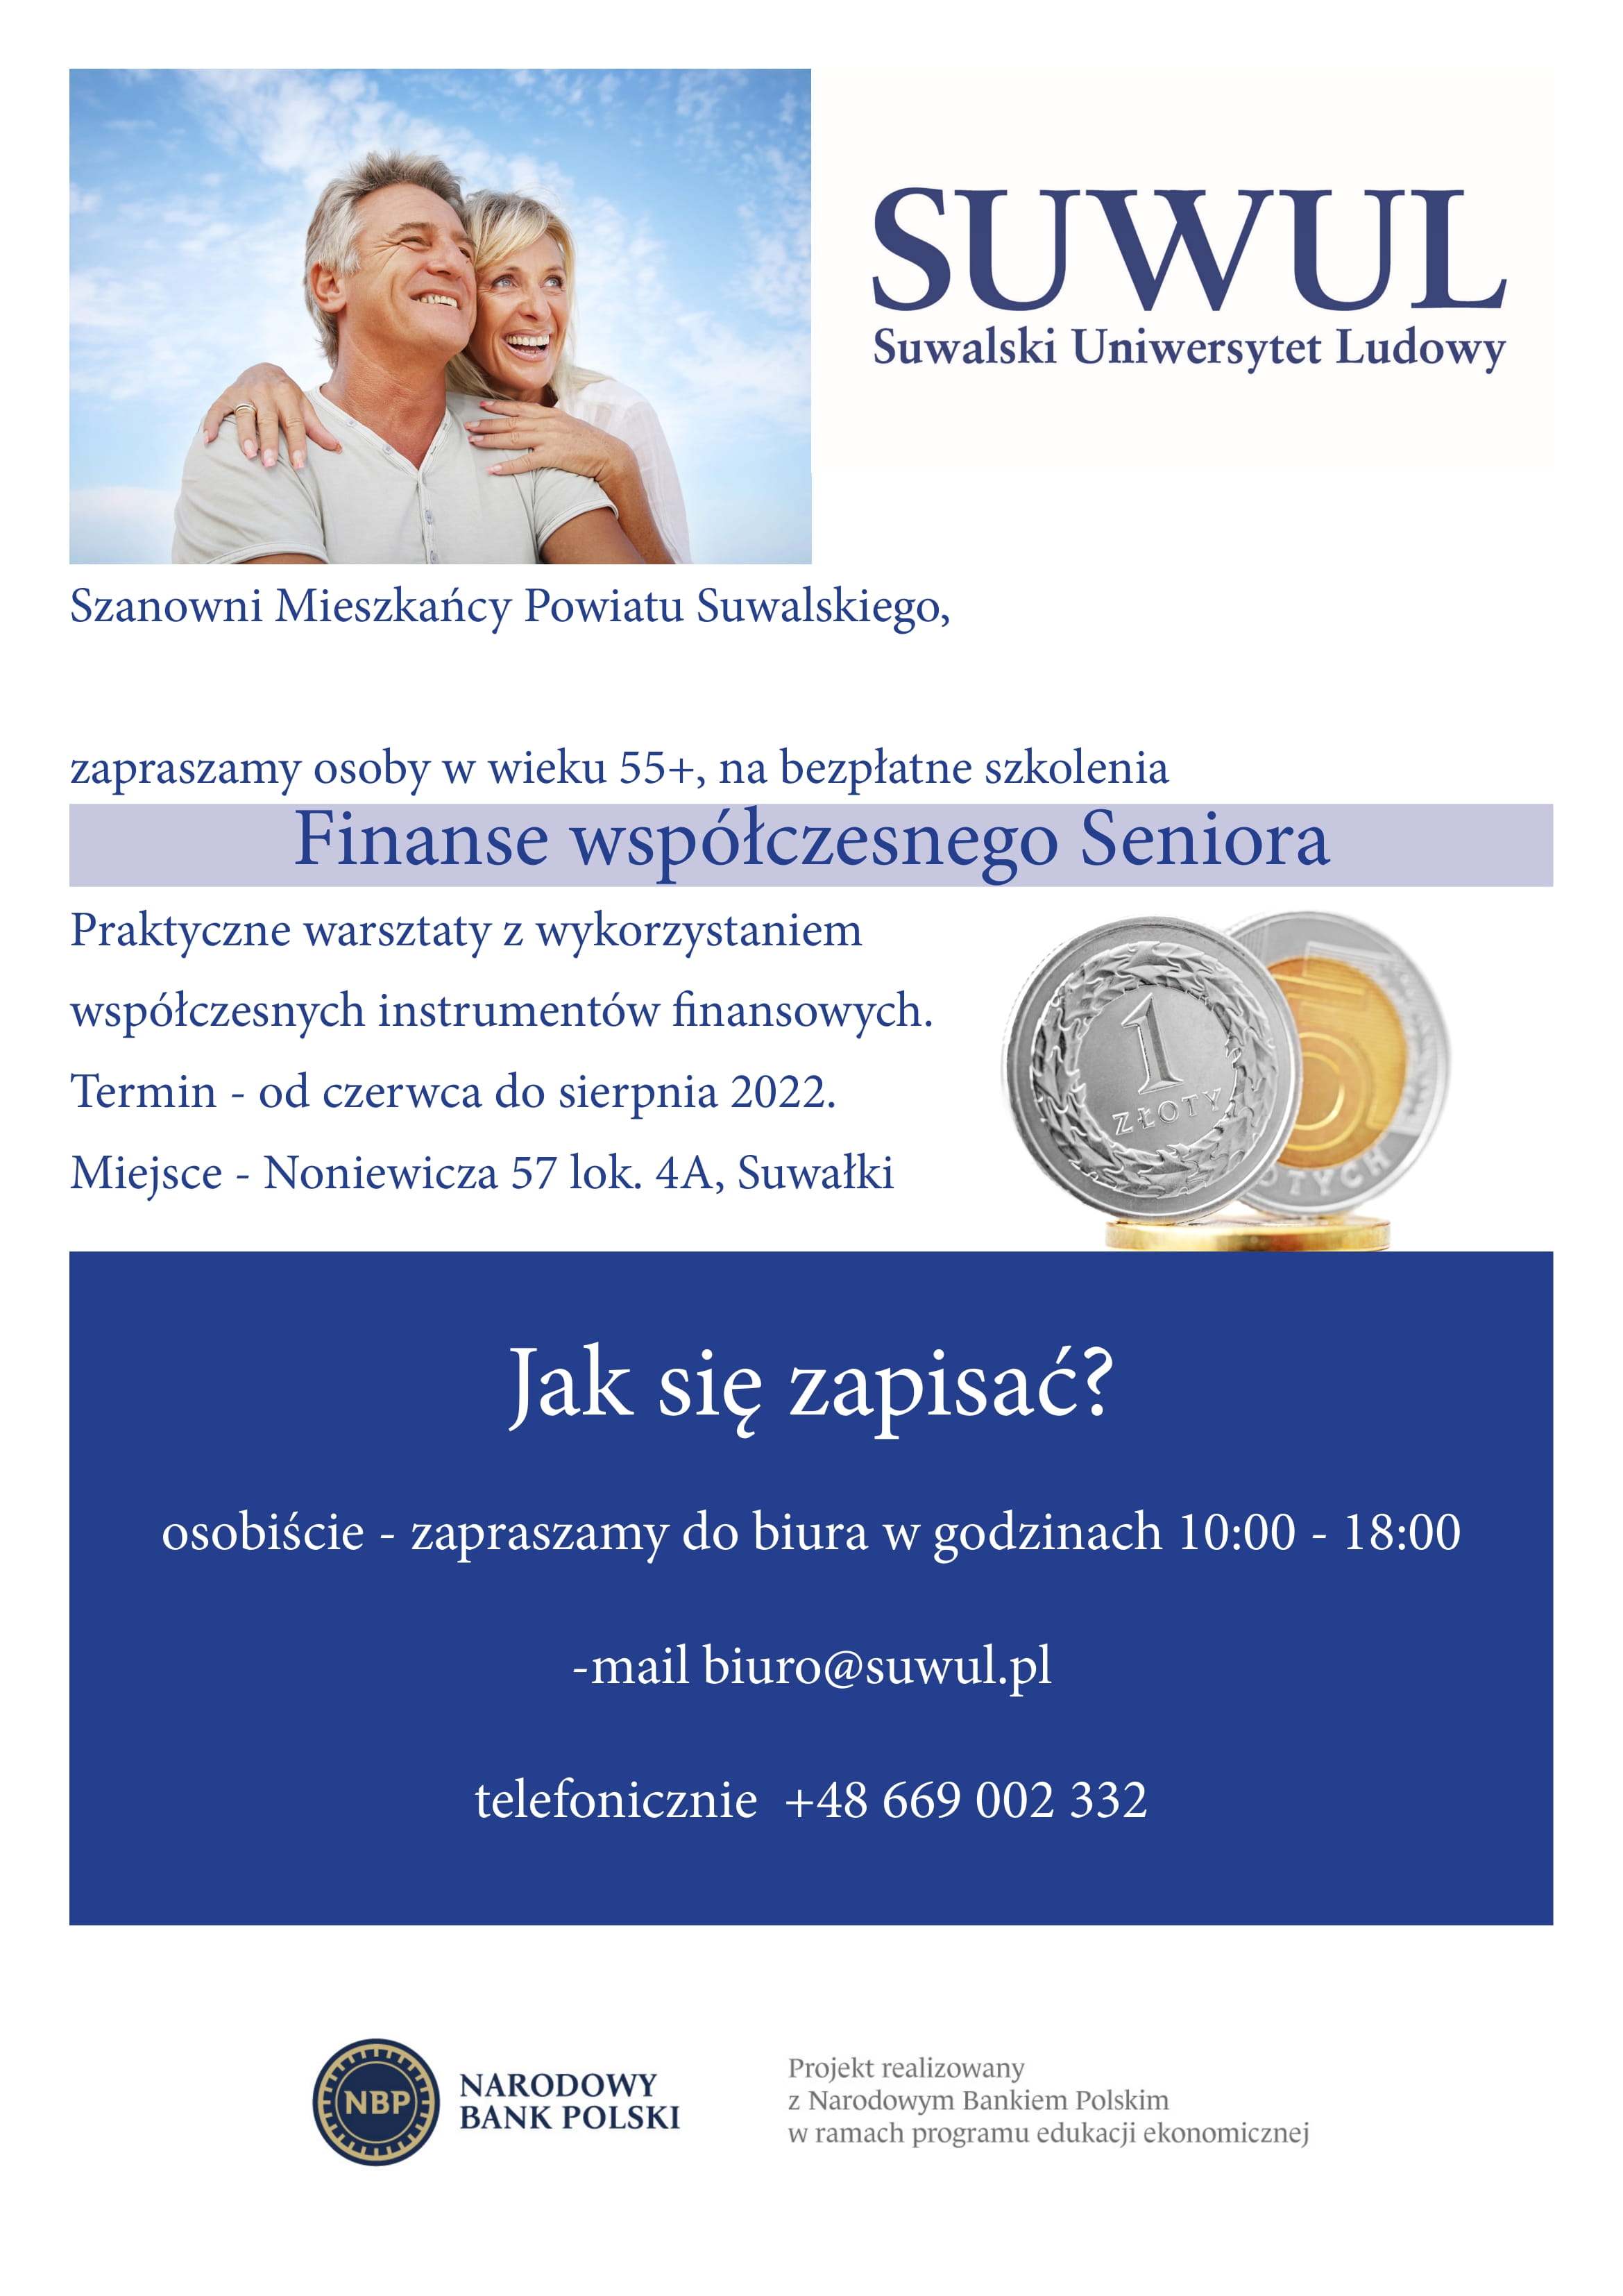 SUWUL
Suwalski Uniwersytet Ludowy
Szanowni Mieszkańcy Powiatu Suwalskiego,
zapraszamy osoby w wieku 55+, na bezpłatne szkolenia
Finanse współczesnego Seniora
Praktyczne warsztaty z wykorzystaniem
współczesnych instrumentów finansowych.
Termin - od czerwca do sierpnia 2022.
Miejsce - Noniewicza 57 lok. 4A, Suwałki
1
ZŁOTY
5
OTYCH
Jak się zapisać?
osobiście - zapraszamy do biura w godzinach 10:00 - 18:00
-mail biuro@suwul.pl
telefonicznie +48 669 002 332
NBP
NARODOWY
BANK POLSKI
Projekt realizowany
z Narodowym Bankiem Polskim
w ramach programu edukacji ekonomicznej